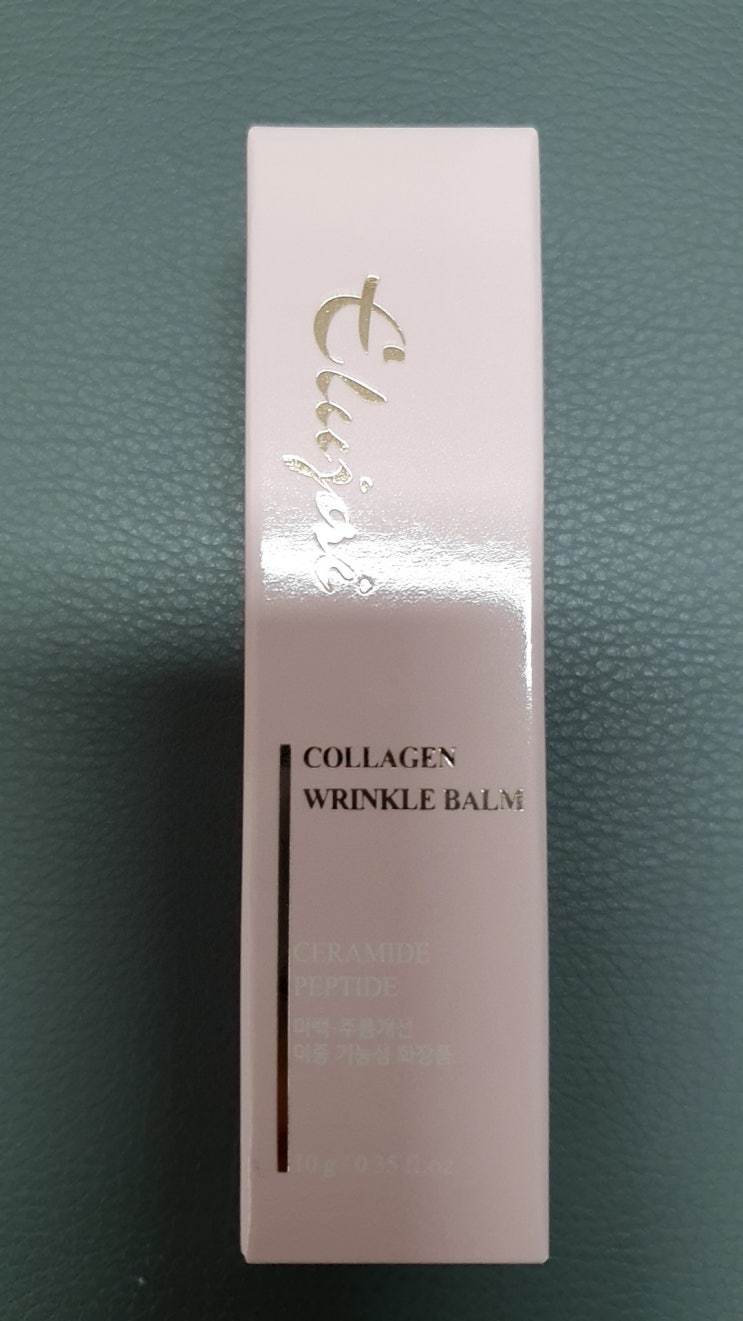 COLLAGEN
WRINKLE BALM
CERAMIDE
PEPTIDE
미백·주름개선
이중 기능성 화장품
10 g / 0.35 fl.oz